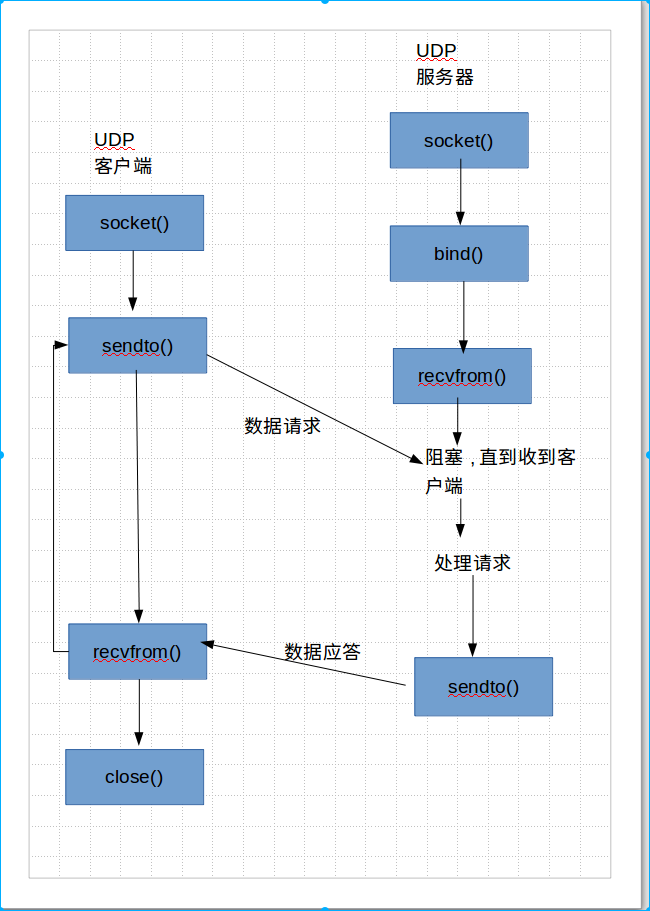 UDP
服务器
socket()
UDP
客户端
socket()
bind()
sendto()
recvfrom()
数据请求
阻塞,直到收到客
户端
处理请求
recvfrom()
数据应答
sendto()
close()